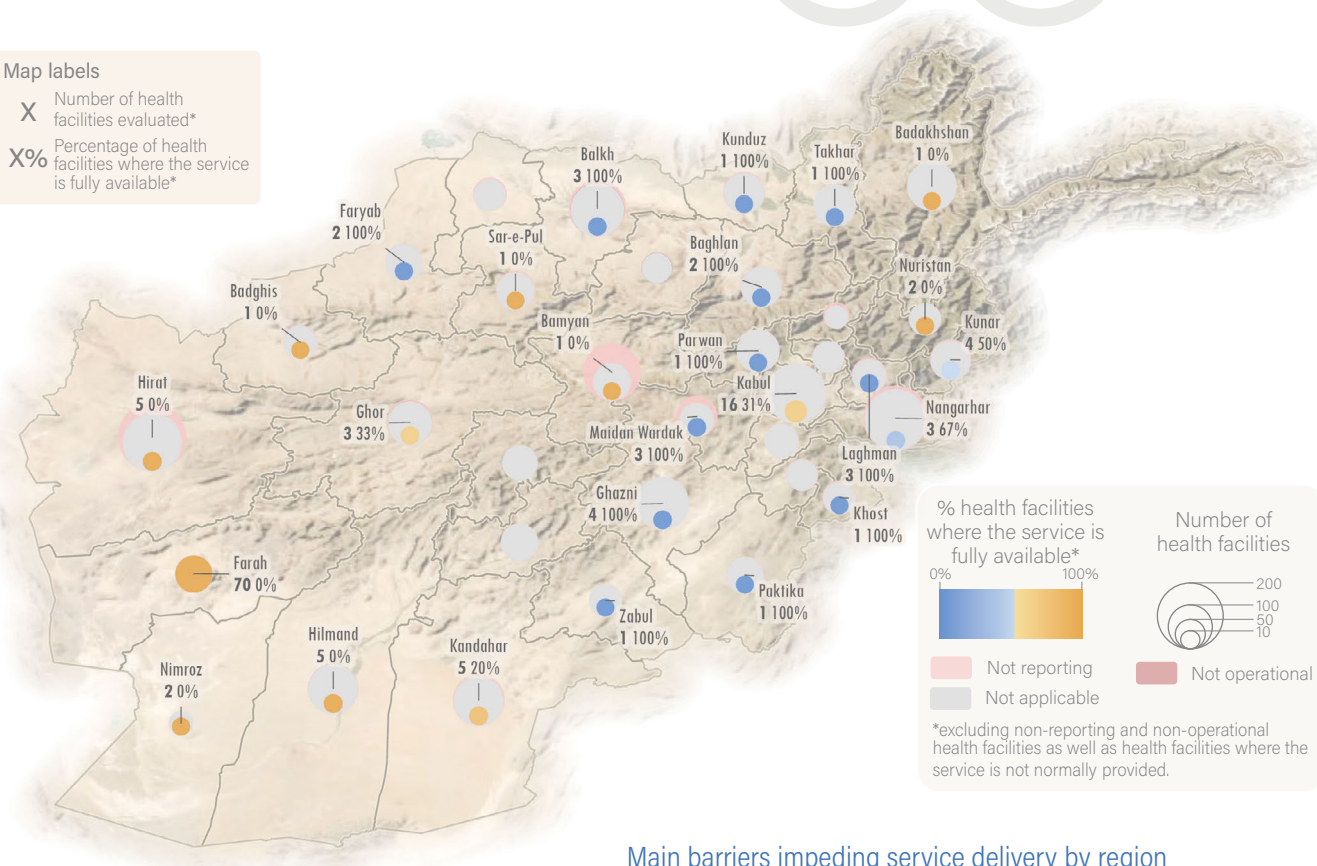 Map labels
X Number of health
facilities evaluated*
X% Percentage of health
facilities where the service
is fully available*
Badakhshan
1 0%
Kunduz
1 100%
Takhar
1 100%
Balkh
3 100%
Faryab
2 100%
Sar-e-Pul
1 0%
Baghlan
2 100%
Nuristan
2 0%
Badghis
1 0%
Bamyan
1 0%
Parwan
1 100%
Kunar
4 50%
Hirat
5 0%
Ghor
3 33%
Kabul
16 31%
Nangarhar
3 67%
Maidan Wardak
3 100%
Laghman
3 100%
Ghazni
4 100%
Khost
1 100%
Farah
70 0%
Paktika
1 100%
Zabul
1 100%
Hilmand
5 0%
Kandahar
5 20%
Nimroz
2 0%
% health facilities
where the service is
fully available*
0% 100%
Not reporting
Not applicable
Number of
health facilities
200
100
50
10
Not operational
*excluding non-reporting and non-operational
health facilities as well as health facilities where the
service is not normally provided.
Main barriers impeding service delivery by region